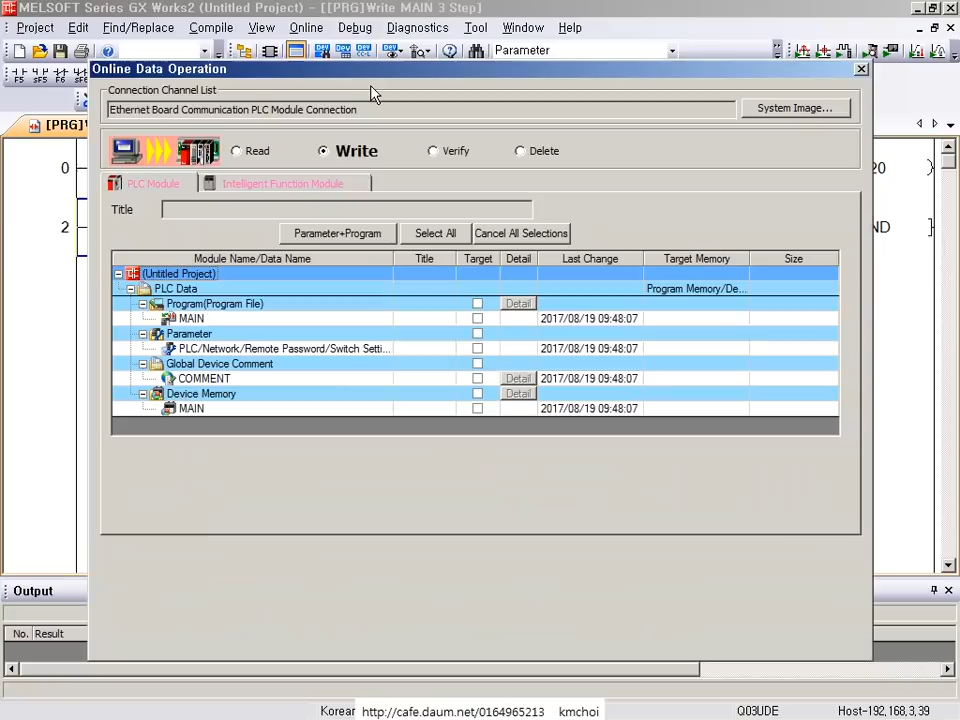 MELSOFT Series GX Works2 (Untitled Project) - [[PRG]Write MAIN 3 Step]
Project Edit Find/Replace Compile View Online Debug Diagnostics Tool Window Help
Parameter
F5 sF5 F6
Online Data Operation
[PRG]
Connection Channel List
Ethernet Board Communication PLC Module Connection
System Image...
Read Write Verify Delete
PLC Module Intelligent Function Module
Title
Parameter+Program Select All Cancel All Selections
Module Name/Data Name Title Target Detail Last Change Target Memory Size
(Untitled Project)
PLC Data Program Memory/De...
Program(Program File) Detail
MAIN 2017/08/19 09:48:07
Parameter
PLC/Network/Remote Password/Switch Setti... 2017/08/19 09:48:07
Global Device Comment
COMMENT Detail 2017/08/19 09:48:07
Device Memory Detail
MAIN 2017/08/19 09:48:07
0
20
2
ND
Output
No. Result
Korear http://cafe.daum.net/0164965213 kmchoi Q03UDE Host-192,168,3,39